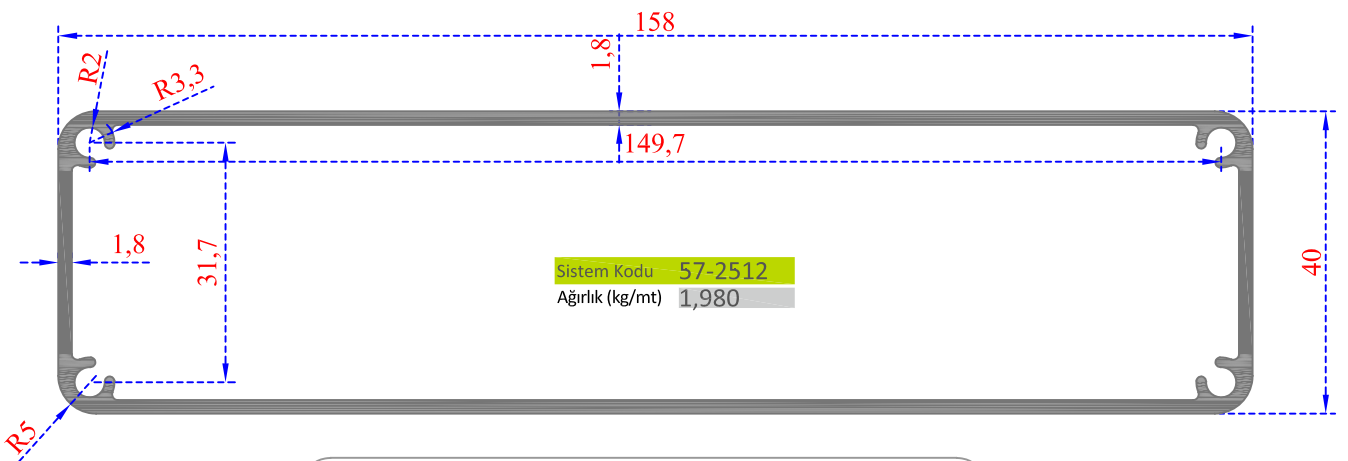 158
1,8
R2
R3,3
149,7
1,8
31,7
40
Sistem Kodu 57-2512
Ağırlık (kg/mt) 1,980
R5